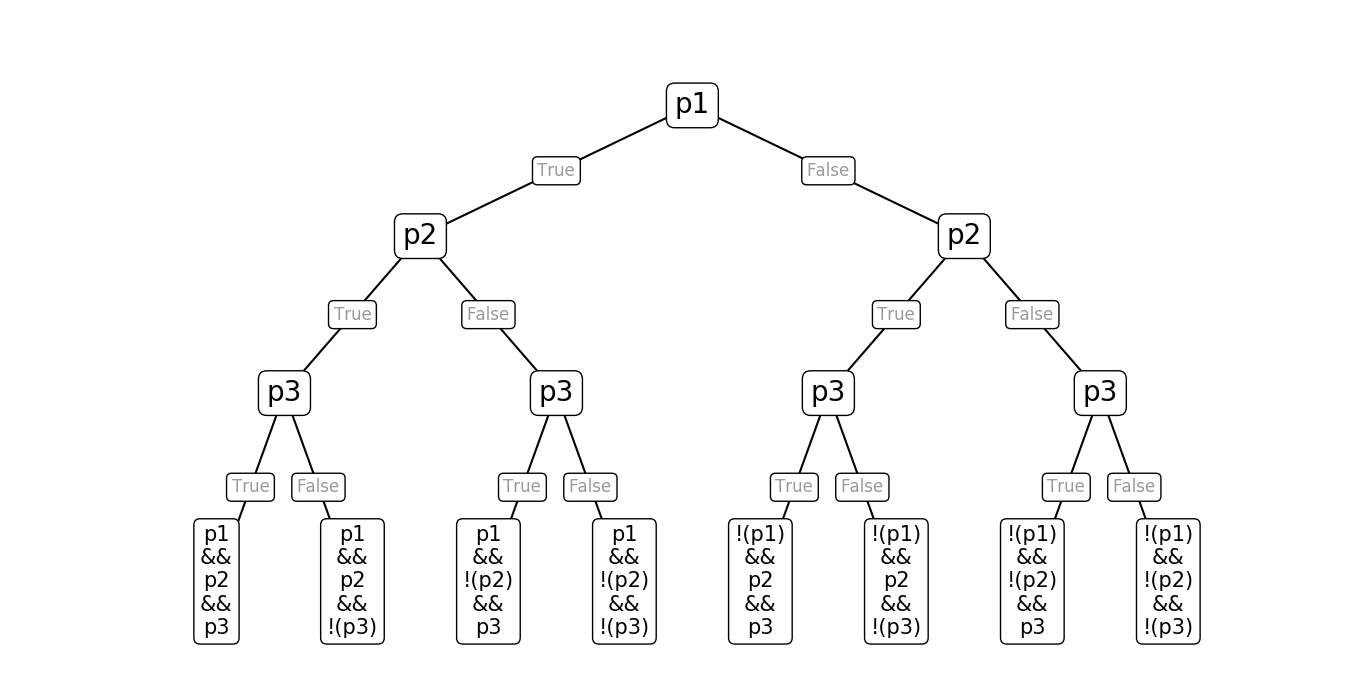 p1
True
False
p2
p2
True
False
True
False
p3
p3
p3
p3
True
False
True
False
True
False
True
False
p1
&&
p2
&&
p3
p1
&&
p2
&&
!(p3)
p1
&&
!(p2)
&&
p3
p1
&&
!(p2)
&&
!(p3)
!(p1)
&&
p2
&&
p3
!(p1)
&&
p2
&&
!(p3)
!(p1)
&&
!(p2)
&&
p3
!(p1)
&&
!(p2)
&&
!(p3)